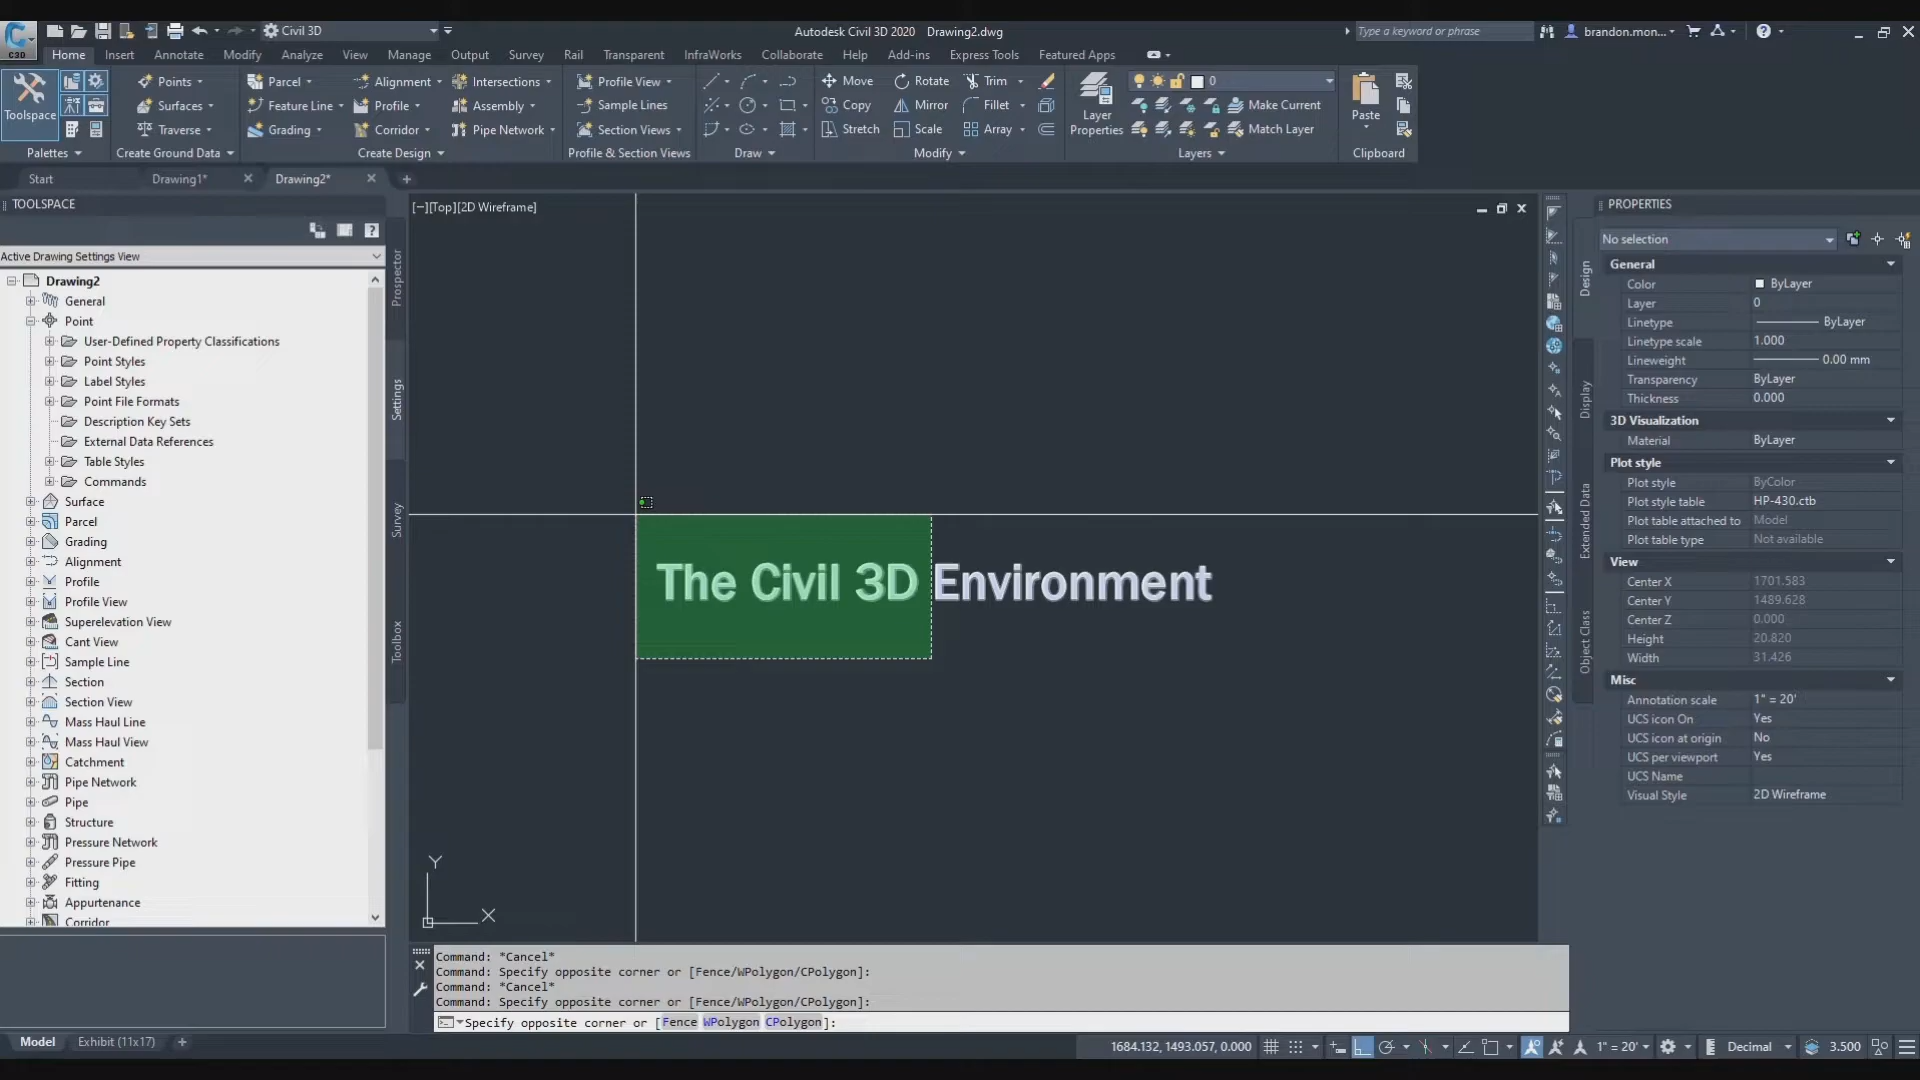 Civil 3D
Autodesk Civil 3D 2020 Drawing2.dwg
Type a keyword or phrase
brandon.mon...
C3D
Home Insert Annotate Modify Analyze View Manage Output Survey Rail Transparent InfraWorks Collaborate Help Add-ins Express Tools Featured Apps
Toolspace
Points
Surfaces
Traverse
Parcel
Feature Line
Grading
Alignment
Profile
Corridor
Intersections
Assembly
Pipe Network
Profile View
Sample Lines
Section Views
Move
Copy
Stretch
Rotate
Mirror
Scale
Trim
Fillet
Array
Layer
Properties
0
Make Current
Match Layer
Paste
Palettes Create Ground Data Create Design Profile & Section Views Draw Modify Layers Clipboard
Start Drawing1* Drawing2*
TOOLSPACE
Active Drawing Settings View
Drawing2
General
Point
User-Defined Property Classifications
Point Styles
Label Styles
Point File Formats
Description Key Sets
External Data References
Table Styles
Commands
Surface
Parcel
Grading
Alignment
Profile
Profile View
Superelevation View
Cant View
Sample Line
Section
Section View
Mass Haul Line
Mass Haul View
Catchment
Pipe Network
Pipe
Structure
Pressure Network
Pressure Pipe
Fitting
Appurtenance
Corridor
Prospector
Settings
Survey
Toolbox
[−][Top][2D Wireframe]
The Civil 3D Environment
Y
X
Command: *Cancel*
Command: Specify opposite corner or [Fence/WPolygon/CPolygon]:
Command: *Cancel*
Command: Specify opposite corner or [Fence/WPolygon/CPolygon]:
Specify opposite corner or [Fence WPolygon CPolygon]:
PROPERTIES
No selection
Design
Display
Extended Data
Object Class
General
Color ByLayer
Layer 0
Linetype ByLayer
Linetype scale 1.000
Lineweight 0.00 mm
Transparency ByLayer
Thickness 0.000
3D Visualization
Material ByLayer
Plot style
Plot style ByColor
Plot style table HP-430.ctb
Plot table attached to Model
Plot table type Not available
View
Center X 1701.583
Center Y 1489.628
Center Z 0.000
Height 20.820
Width 31.426
Misc
Annotation scale 1" = 20'
UCS icon On Yes
UCS icon at origin No
UCS per viewport Yes
UCS Name
Visual Style 2D Wireframe
Model Exhibit (11x17)
1684.132, 1493.057, 0.000
1" = 20'
Decimal
3.500